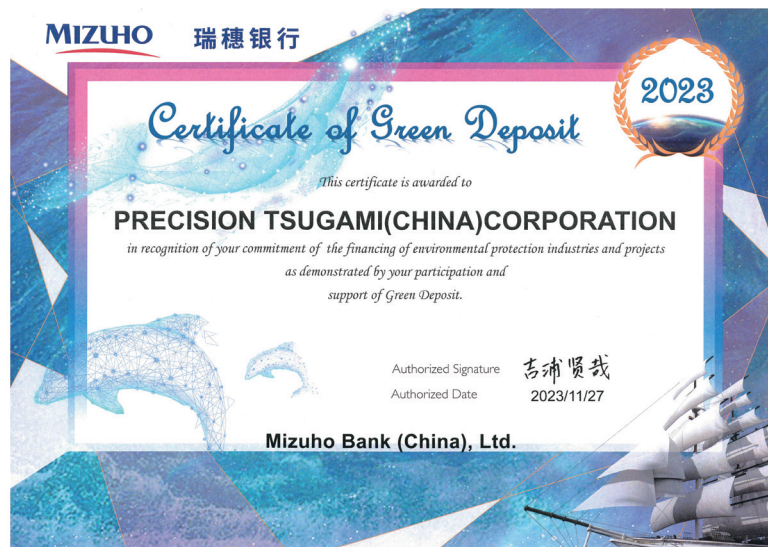 MIZUHO 瑞穗银行
2023
Certificate of Green Deposit
This certificate is awarded to
PRECISION TSUGAMI(CHINA)CORPORATION
in recognition of your commitment of the financing of environmental protection industries and projects
as demonstrated by your participation and
support of Green Deposit.
Authorized Signature 吉浦贤哉
Authorized Date 2023/11/27
Mizuho Bank (China), Ltd.